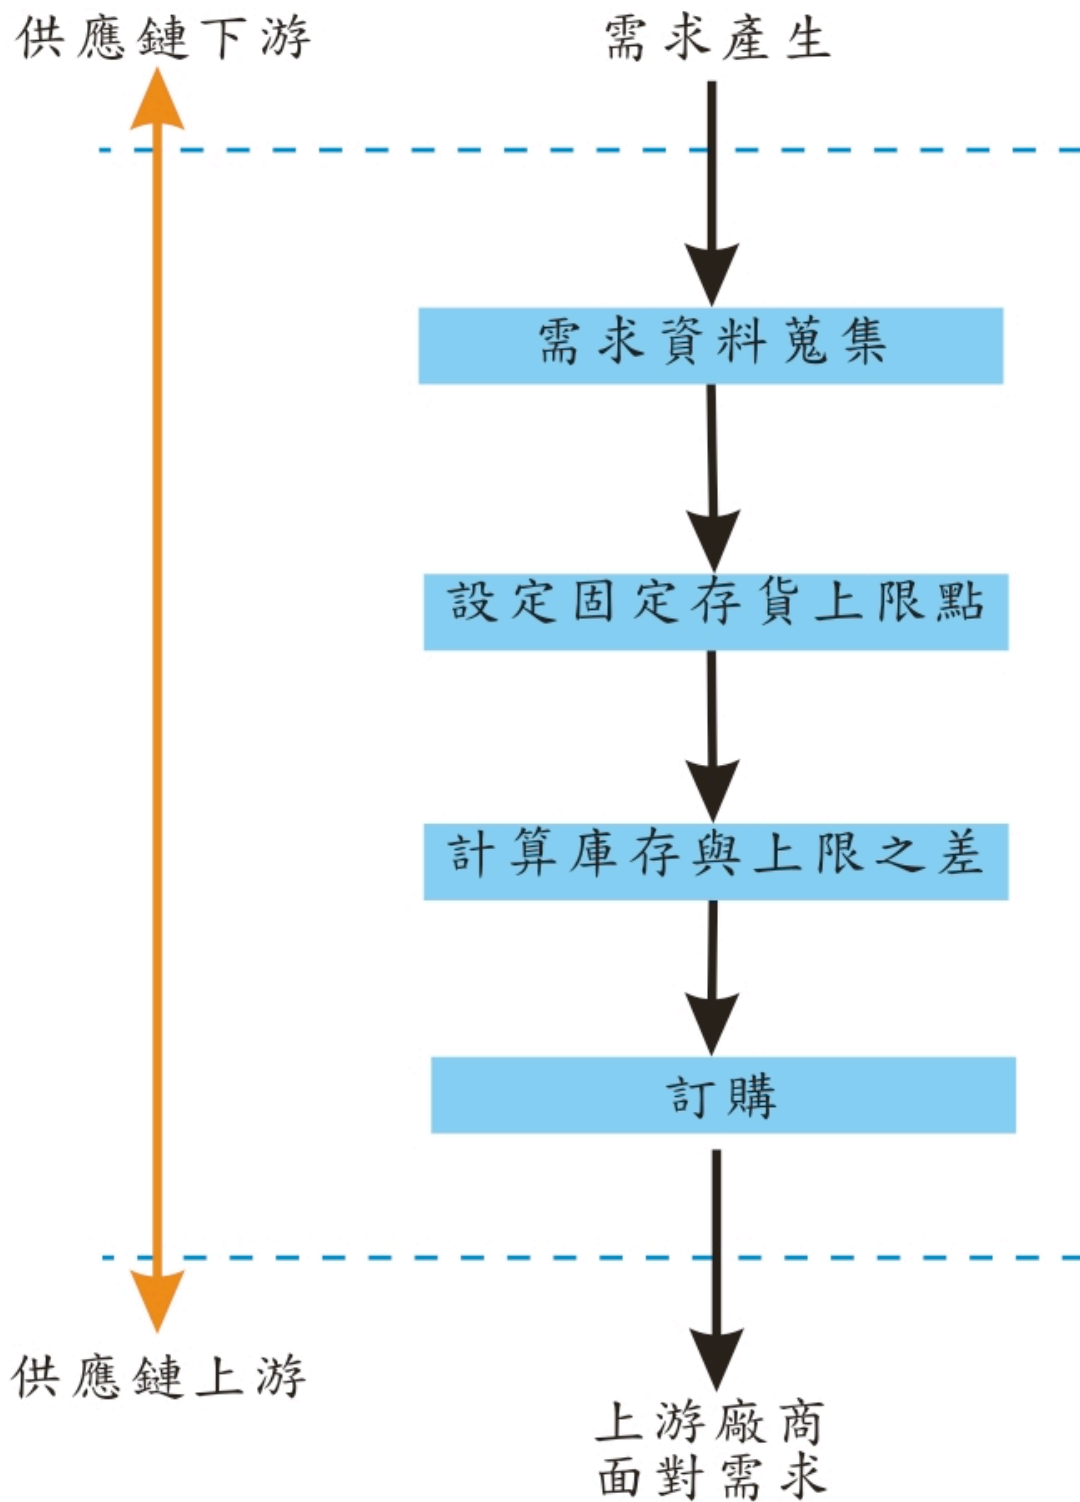 供應鏈下游
需求產生
需求資料蒐集
設定固定存貨上限點
計算庫存與上限之差
訂購
供應鏈上游
上游廠商
面對需求